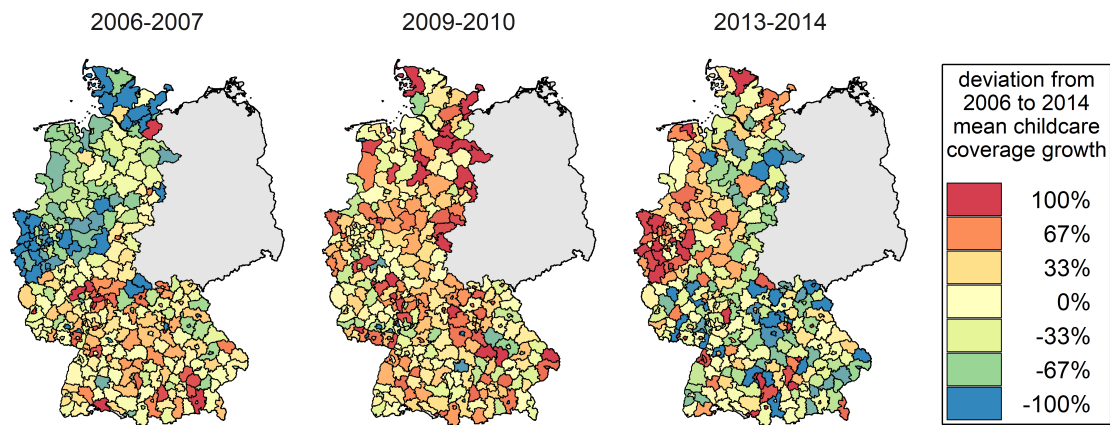 2006-2007
2009-2010
2013-2014
deviation from
2006 to 2014
mean childcare
coverage growth
100%
67%
33%
0%
-33%
-67%
-100%